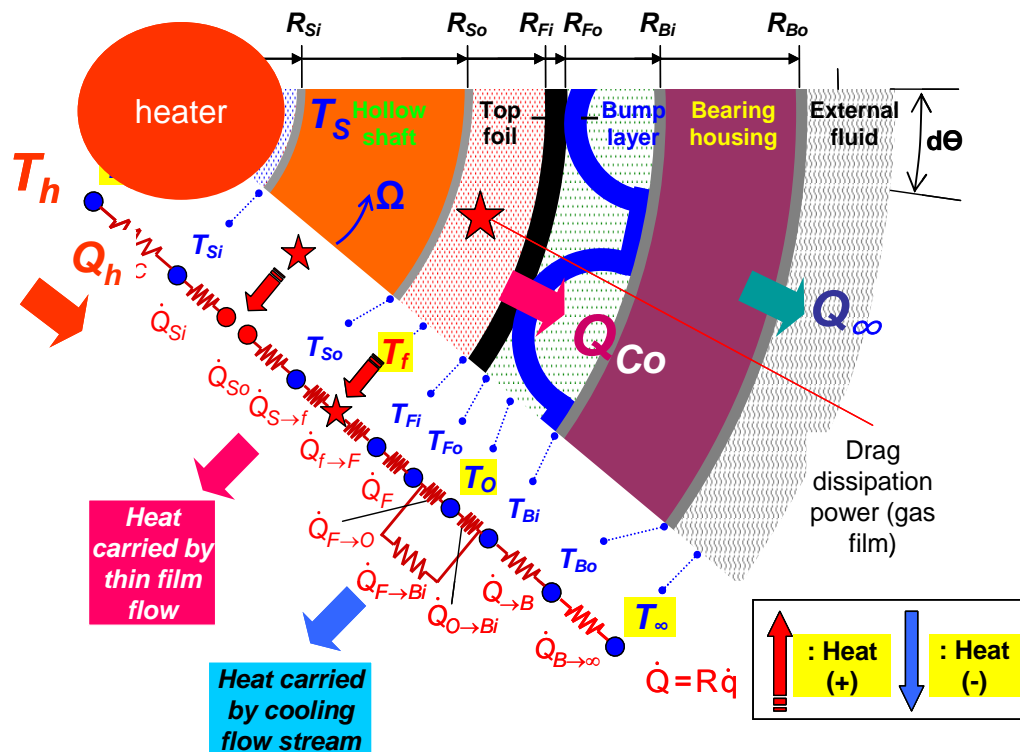 R_Si R_So R_Fi R_Fo R_Bi R_Bo
heater
T_S
Hollow
shaft
Top
foil
Bump
layer
Bearing
housing
External
fluid
dΘ
Ω
T_h
Q_h
C
T_Si
T_So
T_f
T_Fi
T_Fo
T_O
T_Bi
T_Bo
T_∞
Q_Co
Q_∞
Q̇_Si
Q̇_So
Q̇_S→f
Q̇_f→F
Q̇_F
Q̇_F→O
Q̇_F→Bi
Q̇_O→Bi
Q̇_→B
Q̇_B→∞
Drag
dissipation
power (gas
film)
Heat
carried by
thin film
flow
Heat carried
by cooling
flow stream
Q̇ = Rq̇
: Heat
(+)
: Heat
(-)